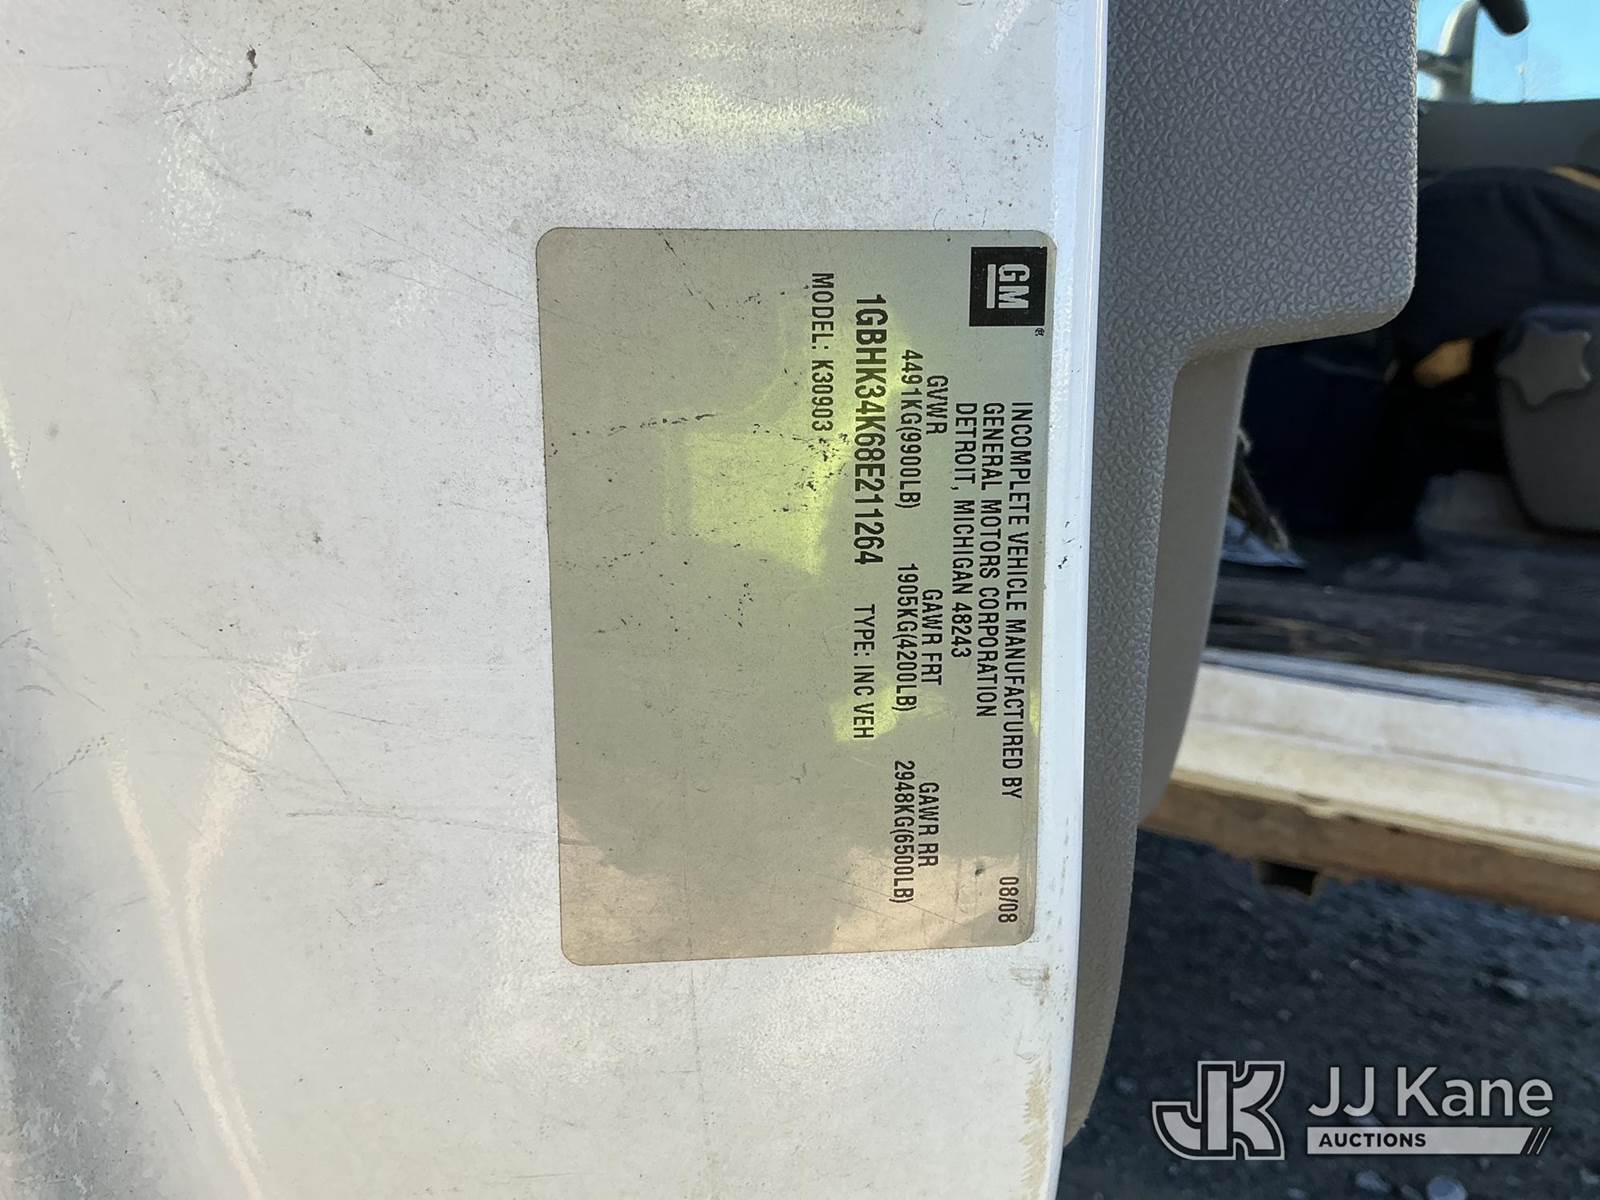 GM
INCOMPLETE VEHICLE MANUFACTURED BY 08/08
GENERAL MOTORS CORPORATION
DETROIT, MICHIGAN 48243
GVWR GAWR FRT GAWR RR
4491KG(9900LB) 1905KG(4200LB) 2948KG(6500LB)
1GBHK34K68E211264 TYPE: INC VEH
MODEL: K30903
JK JJ Kane
AUCTIONS